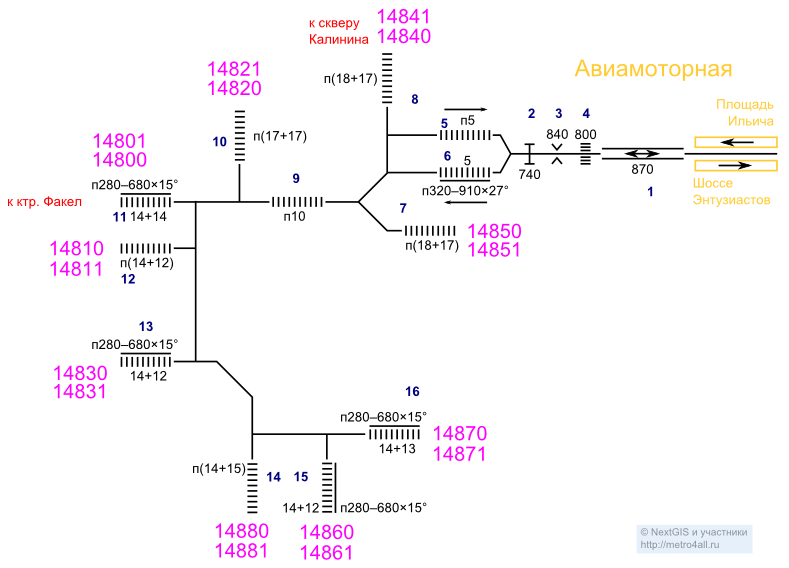 к скверу
Калинина
14841
14840
п(18+17)
8
Авиамоторная
14821
14820
10
п(17+17)
5
п5
2
3
4
840
800
740
870
1
Площадь
Ильича
Шоссе
Энтузиастов
6
5
п320–910×27°
14801
14800
п280–680×15°
к ктр. Факел
11
14+14
9
п10
7
п(18+17)
14850
14851
14810
14811
п(14+12)
12
13
п280–680×15°
14830
14831
14+12
16
п280–680×15°
14870
14871
14+13
п(14+15)
14
15
14+12
п280–680×15°
14880
14881
14860
14861
© NextGIS и участники
http://metro4all.ru